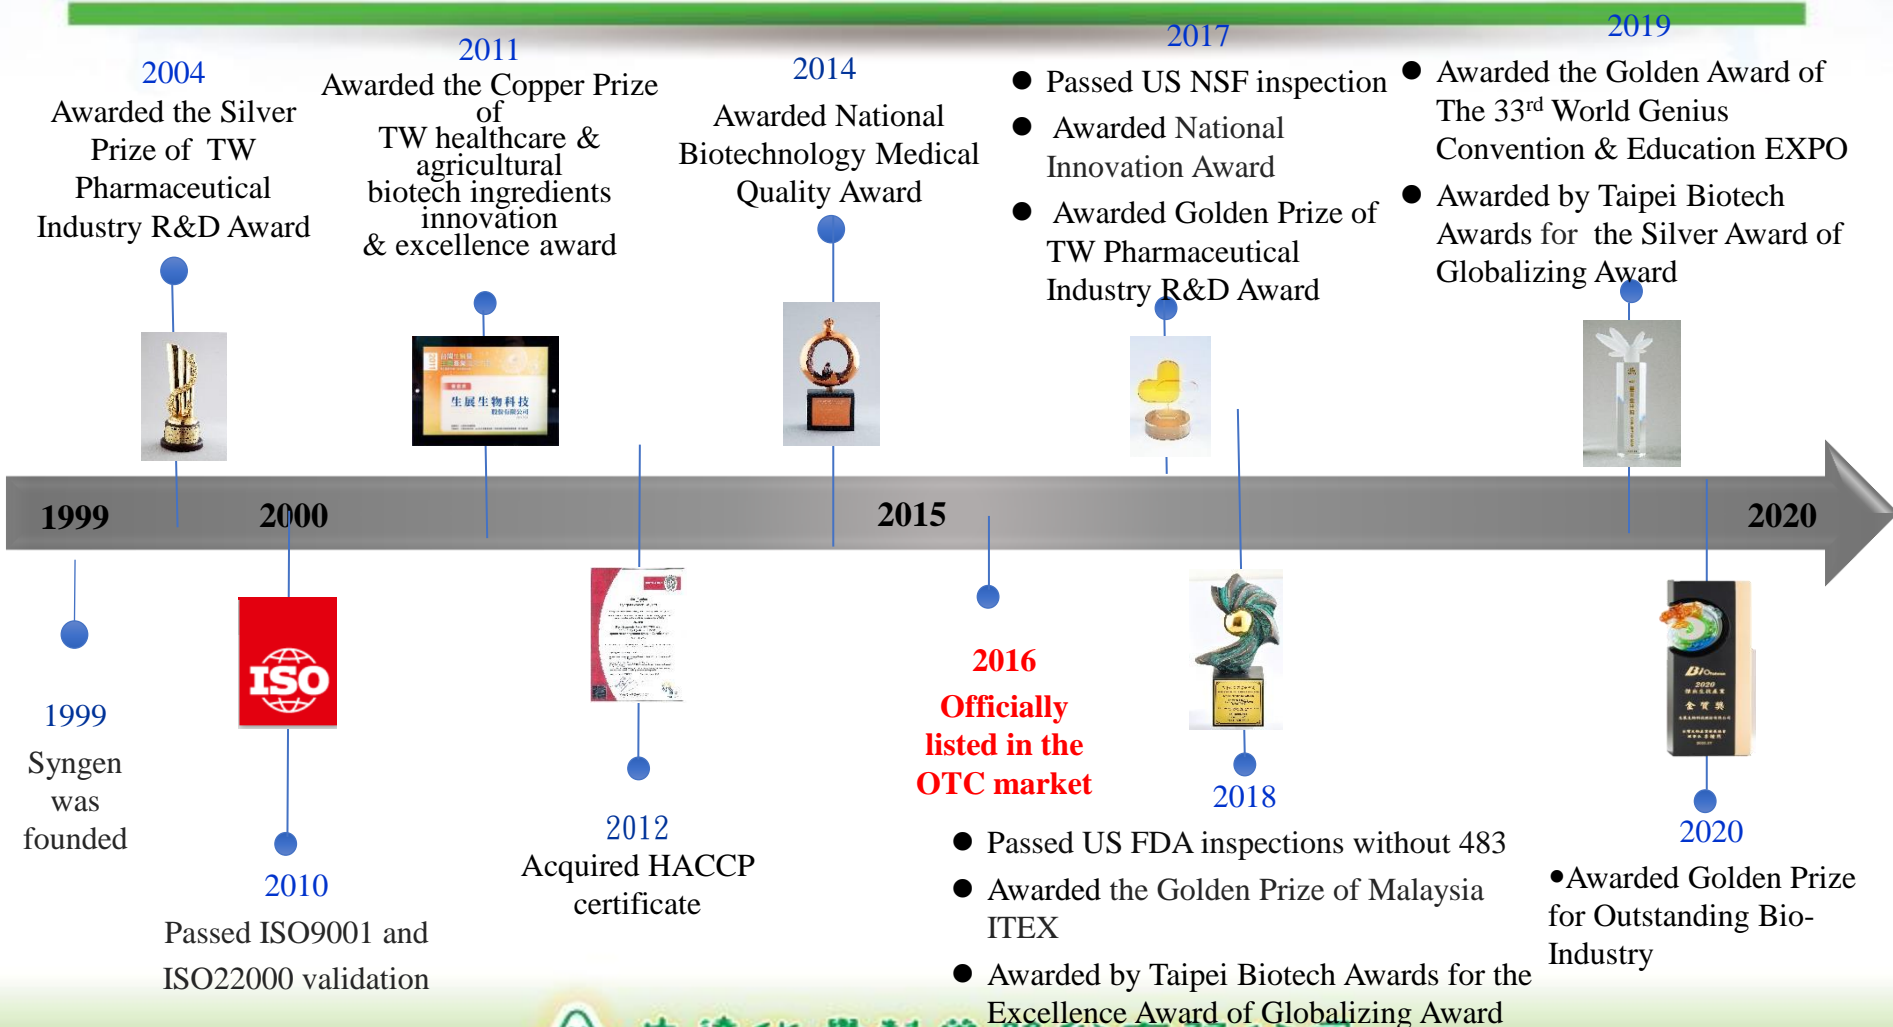 2004
Awarded the Silver
Prize of TW
Pharmaceutical
Industry R&D Award
2011
Awarded the Copper Prize
of
TW healthcare &
agricultural
biotech ingredients
innovation
& excellence award
生展生物科技
股份有限公司
2014
Awarded National
Biotechnology Medical
Quality Award
2017
● Passed US NSF inspection
● Awarded National
Innovation Award
● Awarded Golden Prize of
TW Pharmaceutical
Industry R&D Award
2019
● Awarded the Golden Award of
The 33rd World Genius
Convention & Education EXPO
● Awarded by Taipei Biotech
Awards for the Silver Award of
Globalizing Award
1999
2000
2015
2020
1999
Syngen
was
founded
ISO
2010
Passed ISO9001 and
ISO22000 validation
2012
Acquired HACCP
certificate
2016
Officially
listed in the
OTC market
2018
● Passed US FDA inspections without 483
● Awarded the Golden Prize of Malaysia
ITEX
● Awarded by Taipei Biotech Awards for the
Excellence Award of Globalizing Award
2020
金質獎
2020
●Awarded Golden Prize
for Outstanding Bio-
Industry